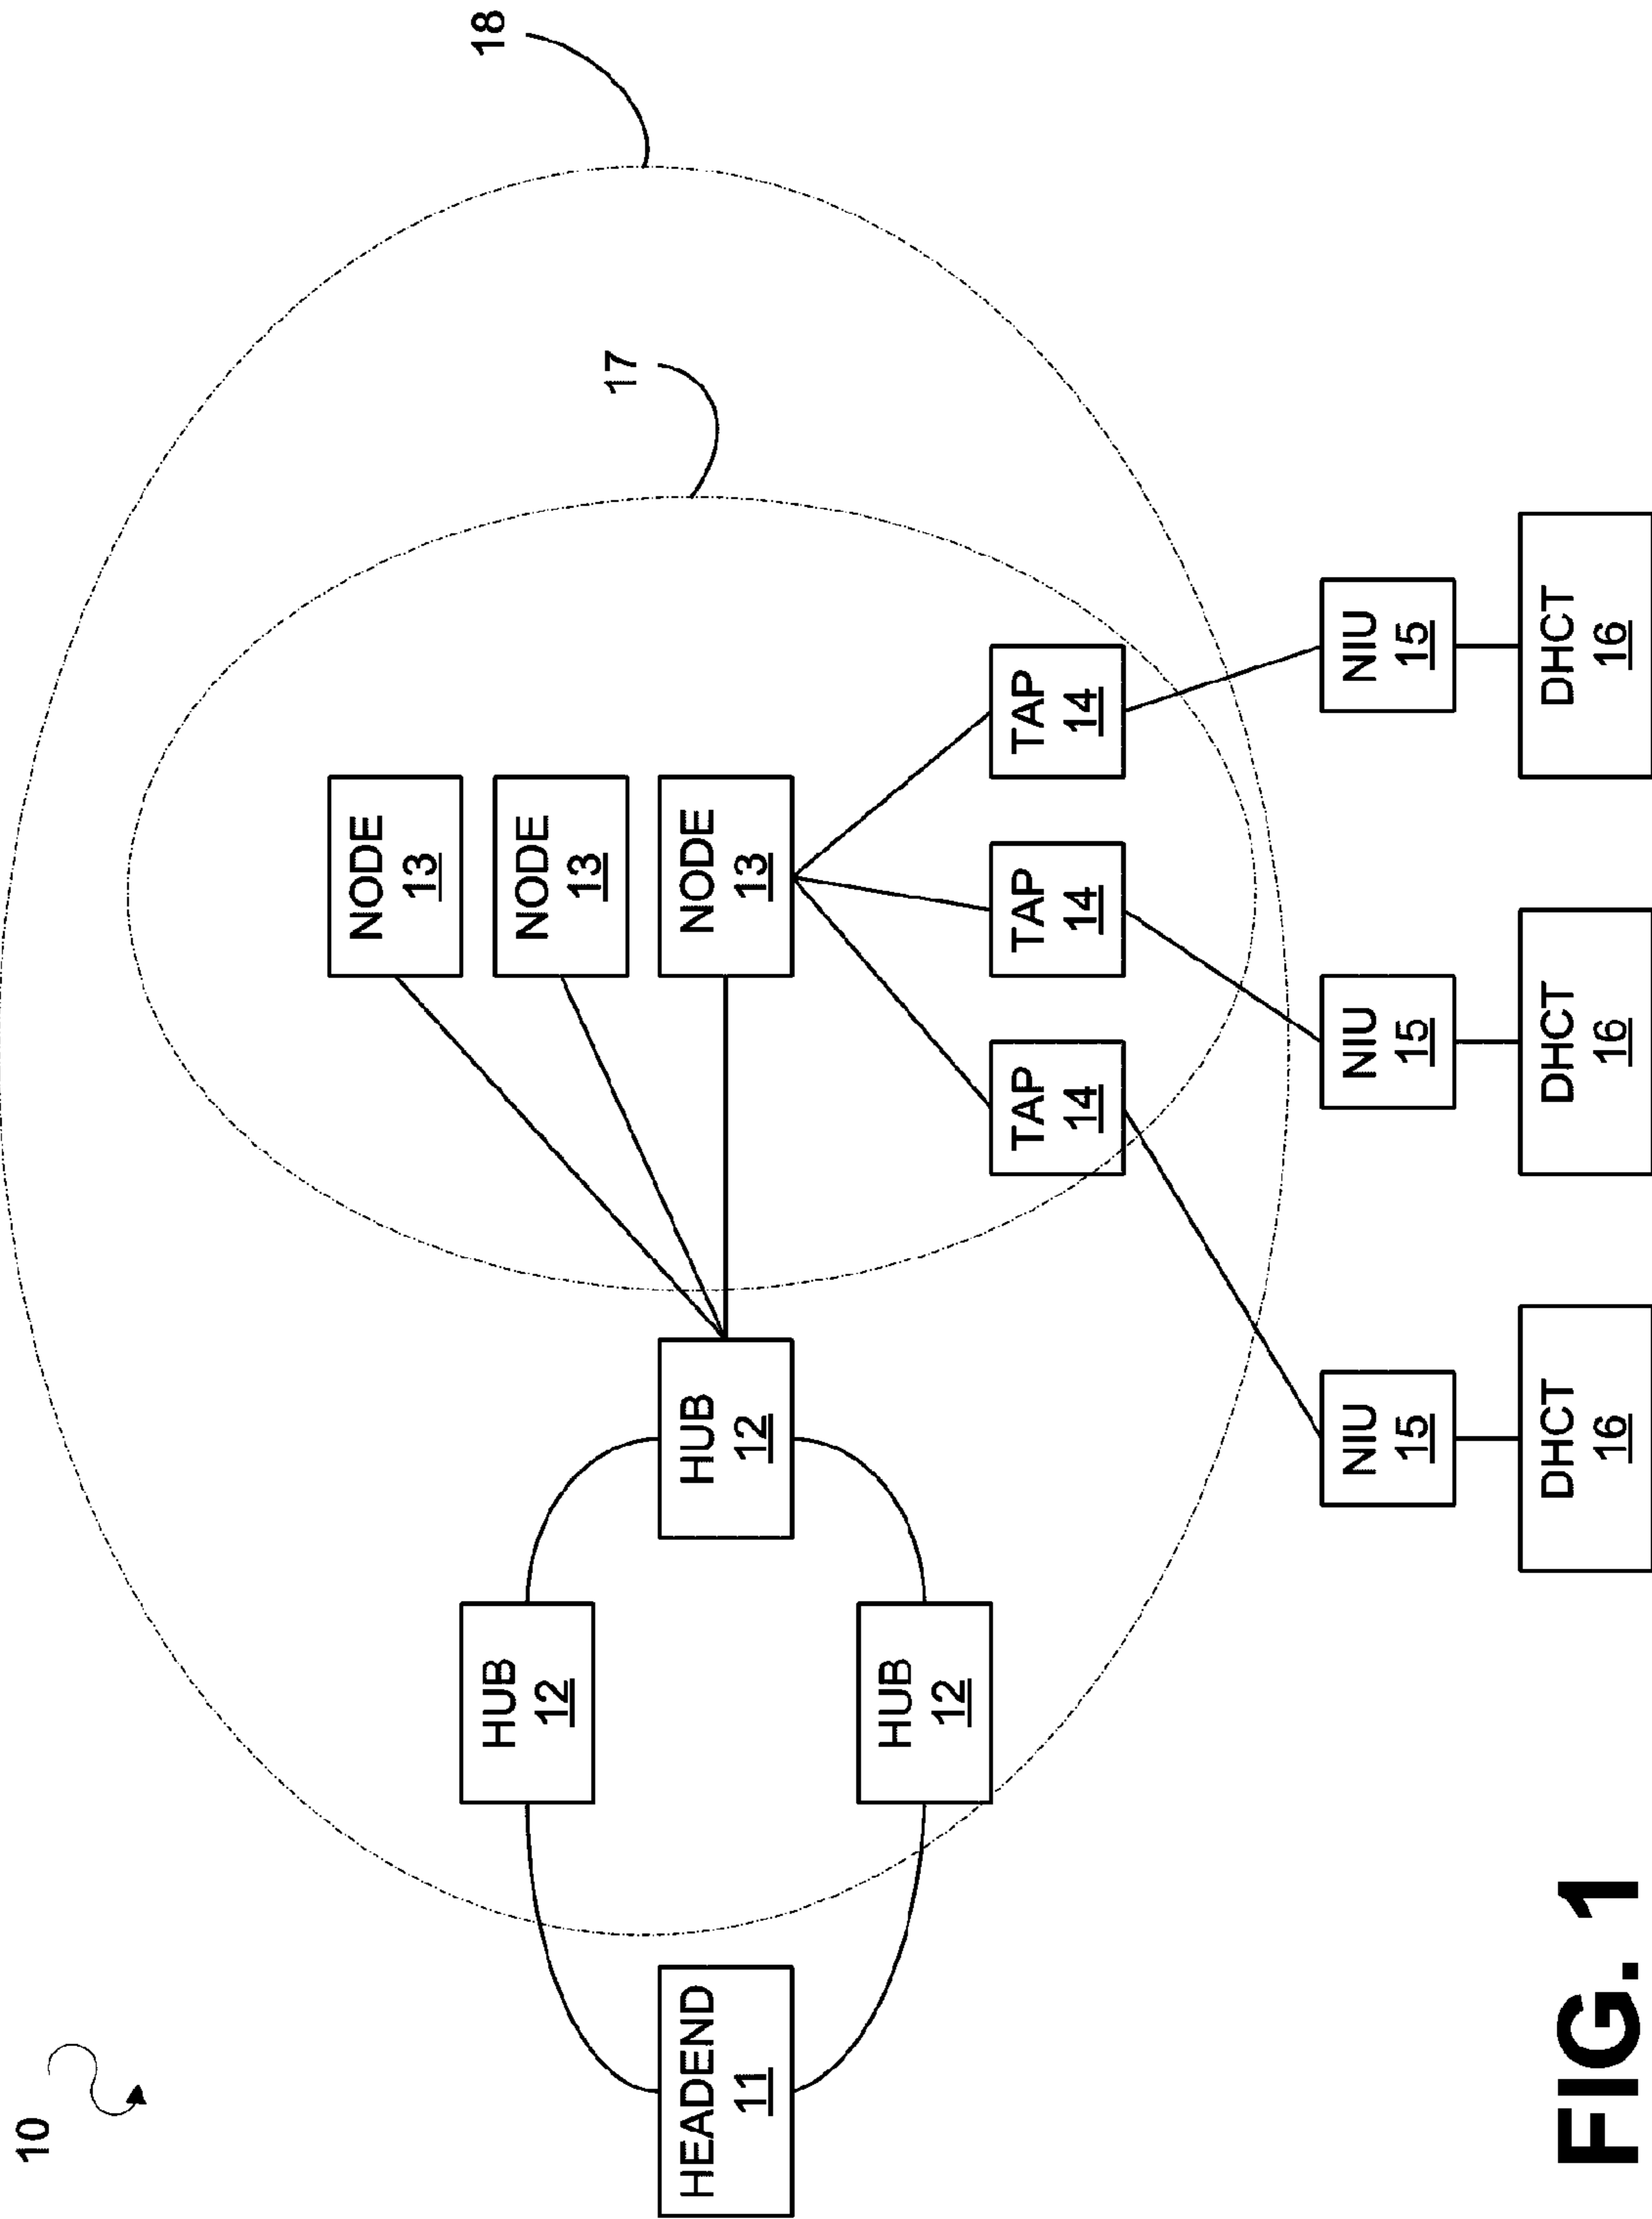 10
18
17
HEADEND
11
HUB
12
HUB
12
HUB
12
NODE
13
NODE
13
NODE
13
TAP
14
TAP
14
TAP
14
NIU
15
NIU
15
NIU
15
DHCT
16
DHCT
16
DHCT
16
FIG. 1